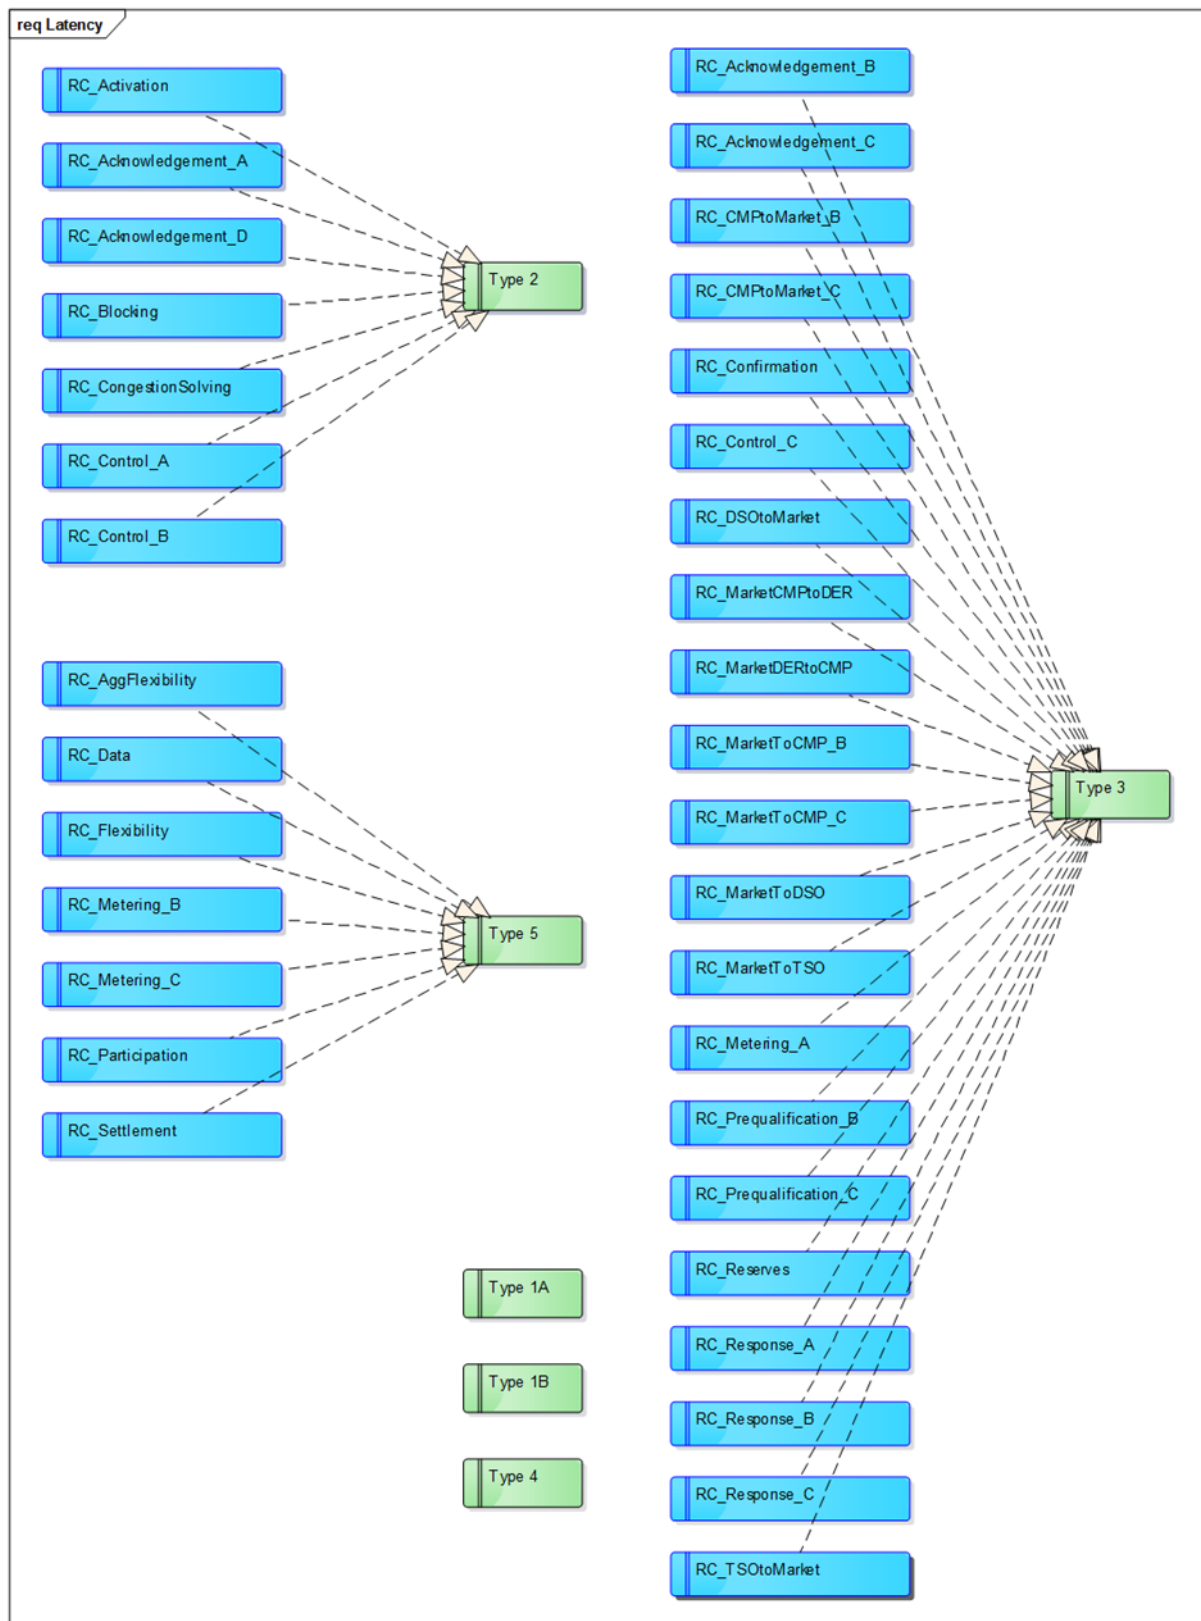 req Latency
RC_Activation
RC_Acknowledgement_A
RC_Acknowledgement_D
RC_Blocking
RC_CongestionSolving
RC_Control_A
RC_Control_B
Type 2
RC_AggFlexibility
RC_Data
RC_Flexibility
RC_Metering_B
RC_Metering_C
RC_Participation
RC_Settlement
Type 5
Type 1A
Type 1B
Type 4
RC_Acknowledgement_B
RC_Acknowledgement_C
RC_CMPtoMarket_B
RC_CMPtoMarket_C
RC_Confirmation
RC_Control_C
RC_DSOtoMarket
RC_MarketCMPtoDER
RC_MarketDERtoCMP
RC_MarketToCMP_B
RC_MarketToCMP_C
RC_MarketToDSO
RC_MarketToTSO
RC_Metering_A
RC_Prequalification_B
RC_Prequalification_C
RC_Reserves
RC_Response_A
RC_Response_B
RC_Response_C
RC_TSOtoMarket
Type 3